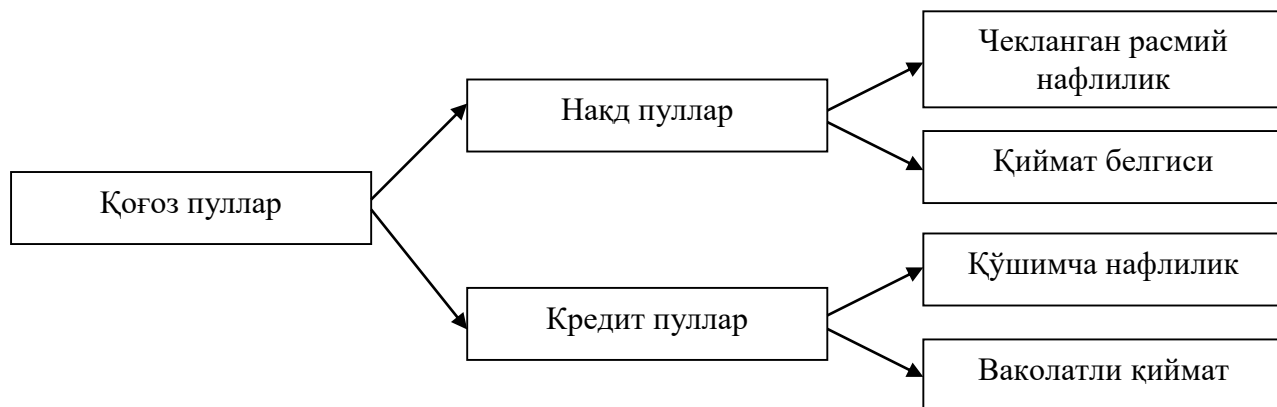 Қоғоз пуллар
Нақд пуллар
Кредит пуллар
Чекланган расмий
нафлилик
Қиймат белгиси
Қўшимча нафлилик
Ваколатли қиймат